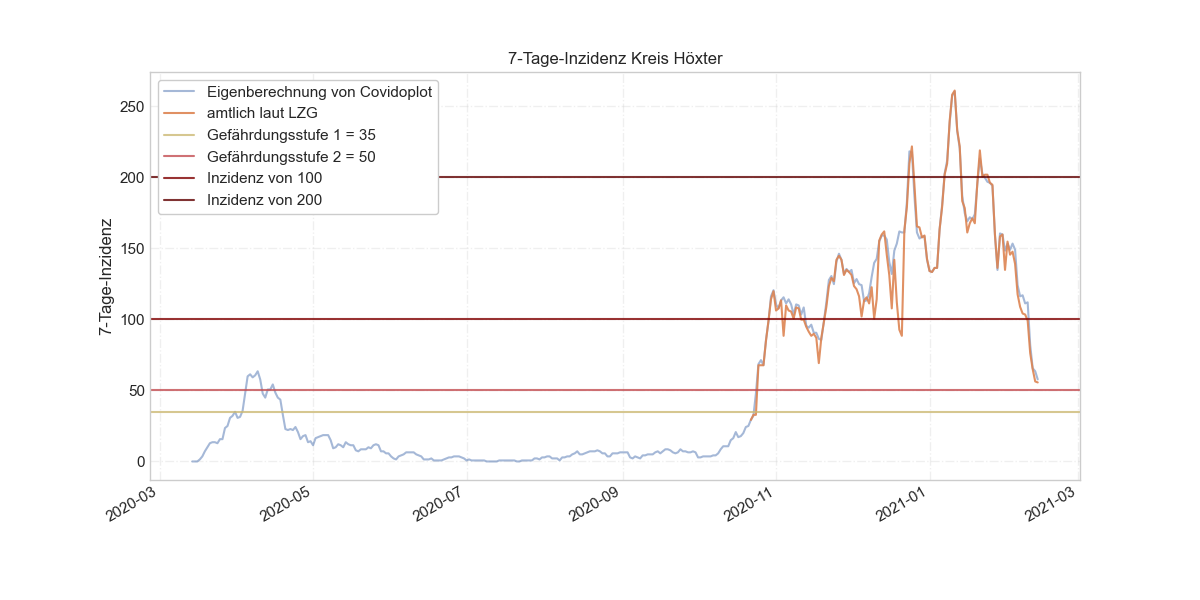 7-Tage-Inzidenz Kreis Höxter
Eigenberechnung von Covidoplot
amtlich laut LZG
Gefährdungsstufe 1 = 35
Gefährdungsstufe 2 = 50
Inzidenz von 100
Inzidenz von 200
7-Tage-Inzidenz
250
200
150
100
50
0
2020-03
2020-05
2020-07
2020-09
2020-11
2021-01
2021-03